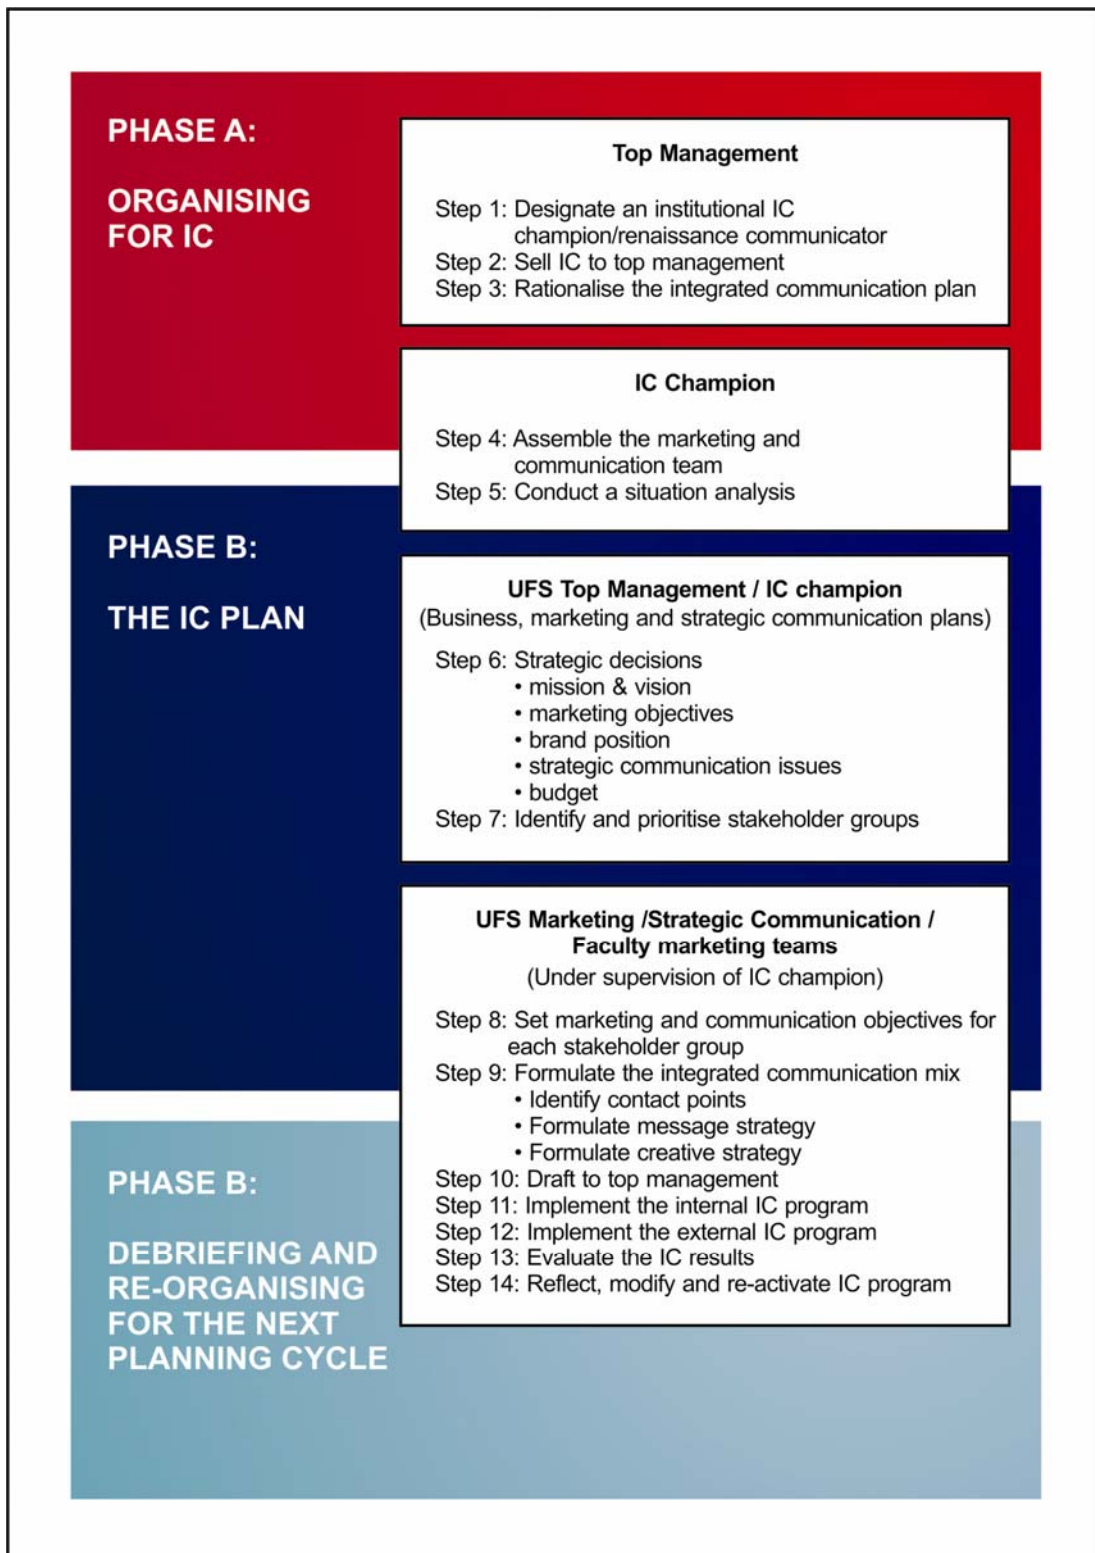 PHASE A:
ORGANISING
FOR IC
Top Management
Step 1: Designate an institutional IC
champion/renaissance communicator
Step 2: Sell IC to top management
Step 3: Rationalise the integrated communication plan
IC Champion
Step 4: Assemble the marketing and
communication team
Step 5: Conduct a situation analysis
PHASE B:
THE IC PLAN
UFS Top Management / IC champion
(Business, marketing and strategic communication plans)
Step 6: Strategic decisions
• mission & vision
• marketing objectives
• brand position
• strategic communication issues
• budget
Step 7: Identify and prioritise stakeholder groups
UFS Marketing /Strategic Communication /
Faculty marketing teams
(Under supervision of IC champion)
Step 8: Set marketing and communication objectives for
each stakeholder group
Step 9: Formulate the integrated communication mix
• Identify contact points
• Formulate message strategy
• Formulate creative strategy
Step 10: Draft to top management
Step 11: Implement the internal IC program
Step 12: Implement the external IC program
Step 13: Evaluate the IC results
Step 14: Reflect, modify and re-activate IC program
PHASE B:
DEBRIEFING AND
RE-ORGANISING
FOR THE NEXT
PLANNING CYCLE